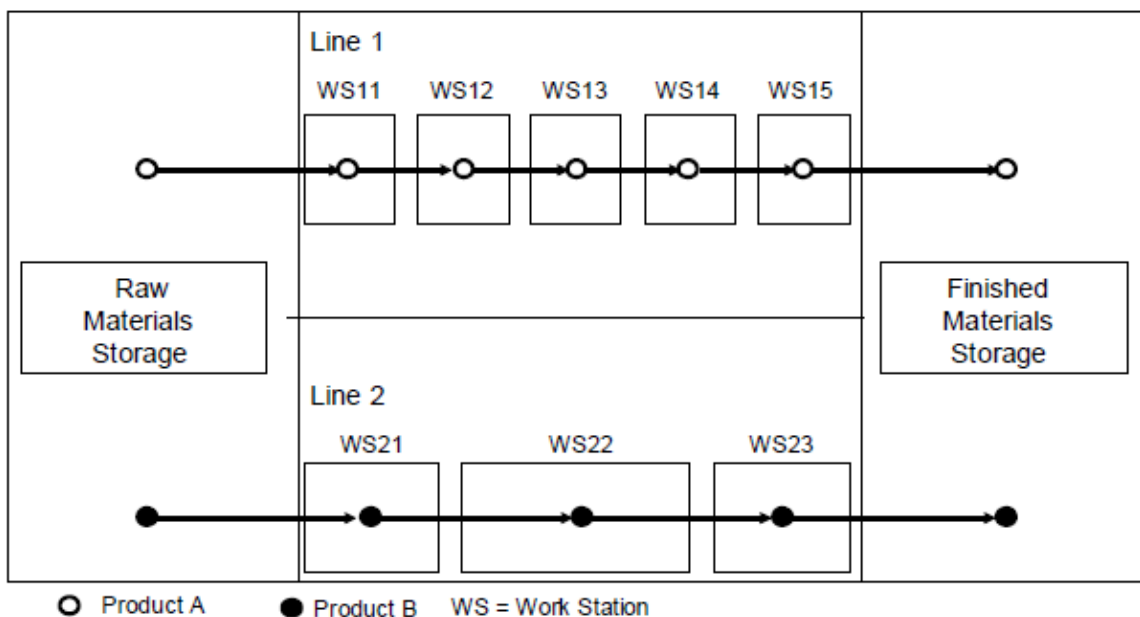 Line 1
WS11 WS12 WS13 WS14 WS15
Raw
Materials
Storage
Finished
Materials
Storage
Line 2
WS21 WS22 WS23
Product A Product B WS = Work Station